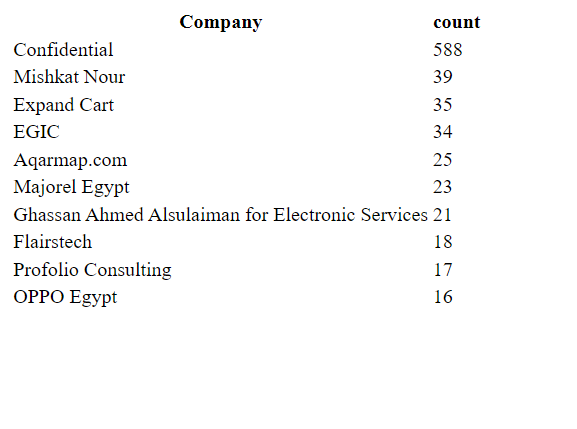 Company count
Confidential 588
Mishkat Nour 39
Expand Cart 35
EGIC 34
Aqarmap.com 25
Majorel Egypt 23
Ghassan Ahmed Alsulaiman for Electronic Services 21
Flairstech 18
Profolio Consulting 17
OPPO Egypt 16